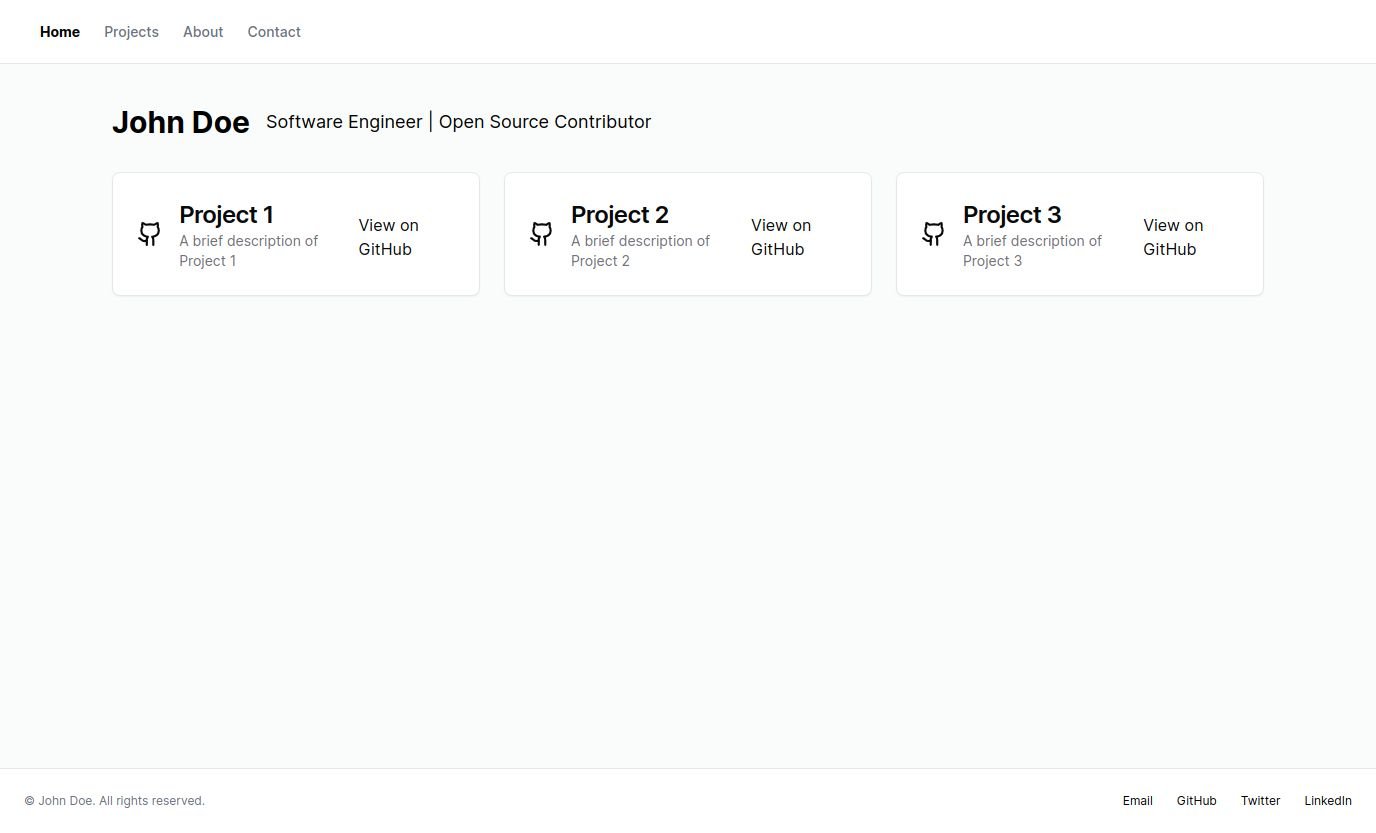 Home Projects About Contact
John Doe Software Engineer | Open Source Contributor
Project 1
A brief description of
Project 1
View on
GitHub
Project 2
A brief description of
Project 2
View on
GitHub
Project 3
A brief description of
Project 3
View on
GitHub
© John Doe. All rights reserved.
Email GitHub Twitter LinkedIn